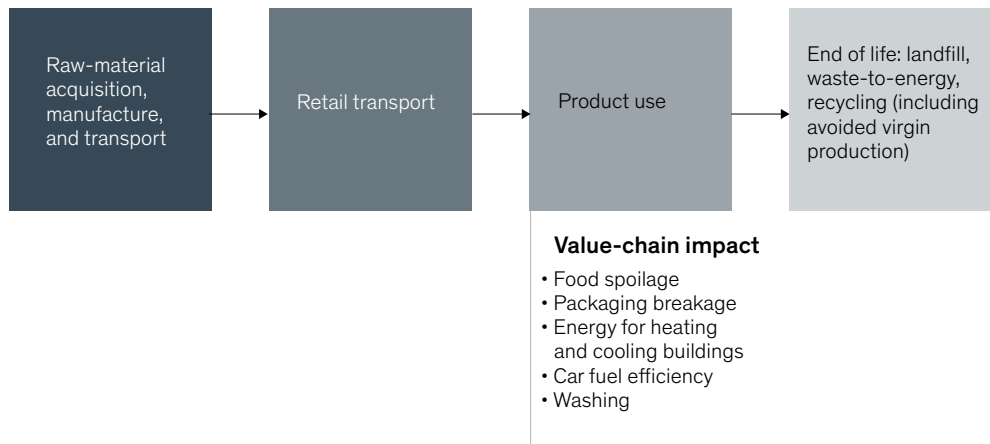 Raw-material
acquisition,
manufacture,
and transport
Retail transport
Product use
End of life: landfill,
waste-to-energy,
recycling (including
avoided virgin
production)
Value-chain impact
• Food spoilage
• Packaging breakage
• Energy for heating
and cooling buildings
• Car fuel efficiency
• Washing